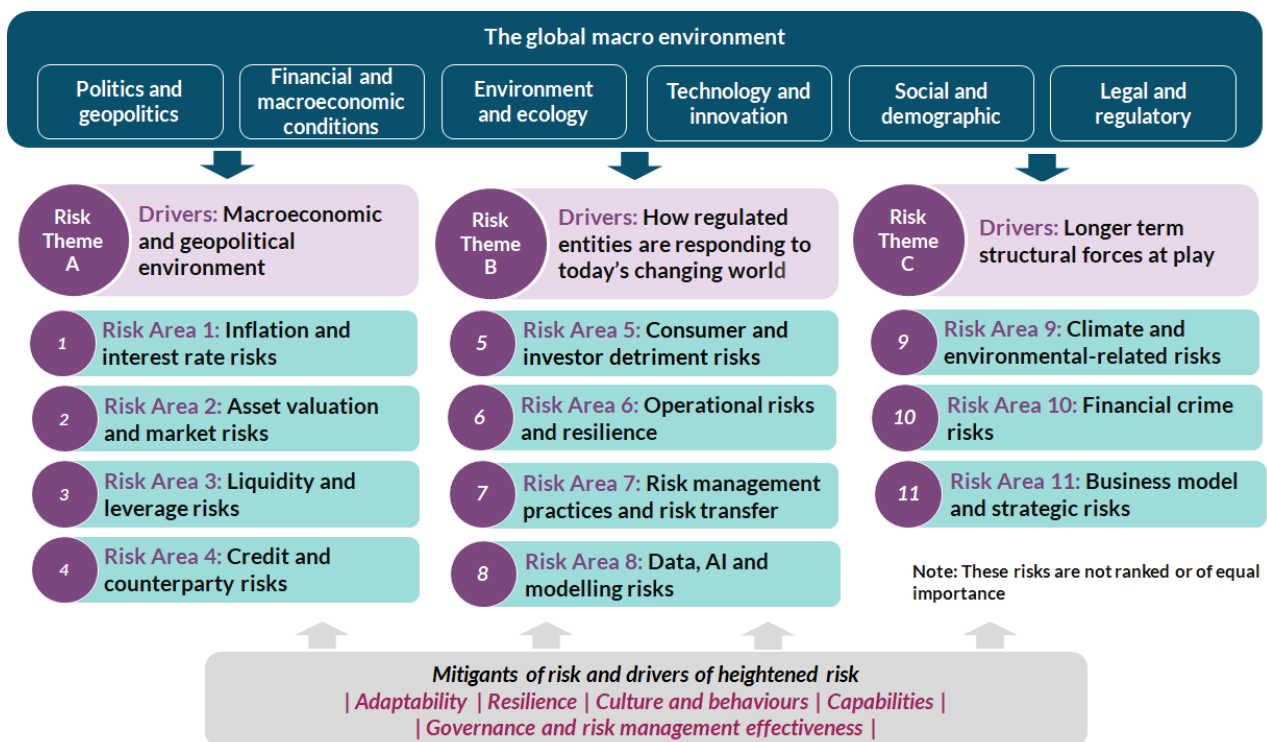 The global macro environment
Politics and
geopolitics
Financial and
macroeconomic
conditions
Environment
and ecology
Technology and
innovation
Social and
demographic
Legal and
regulatory
Risk
Theme
A
Drivers: Macroeconomic
and geopolitical
environment
1
Risk Area 1: Inflation and
interest rate risks
2
Risk Area 2: Asset valuation
and market risks
3
Risk Area 3: Liquidity and
leverage risks
4
Risk Area 4: Credit and
counterparty risks
Risk
Theme
B
Drivers: How regulated
entities are responding to
today's changing world
5
Risk Area 5: Consumer and
investor detriment risks
6
Risk Area 6: Operational risks
and resilience
7
Risk Area 7: Risk management
practices and risk transfer
8
Risk Area 8: Data, AI and
modelling risks
Risk
Theme
C
Drivers: Longer term
structural forces at play
9
Risk Area 9: Climate and
environmental-related risks
10
Risk Area 10: Financial crime
risks
11
Risk Area 11: Business model
and strategic risks
Note: These risks are not ranked or of equal
importance
Mitigants of risk and drivers of heightened risk
| Adaptability | Resilience | Culture and behaviours | Capabilities |
| Governance and risk management effectiveness |